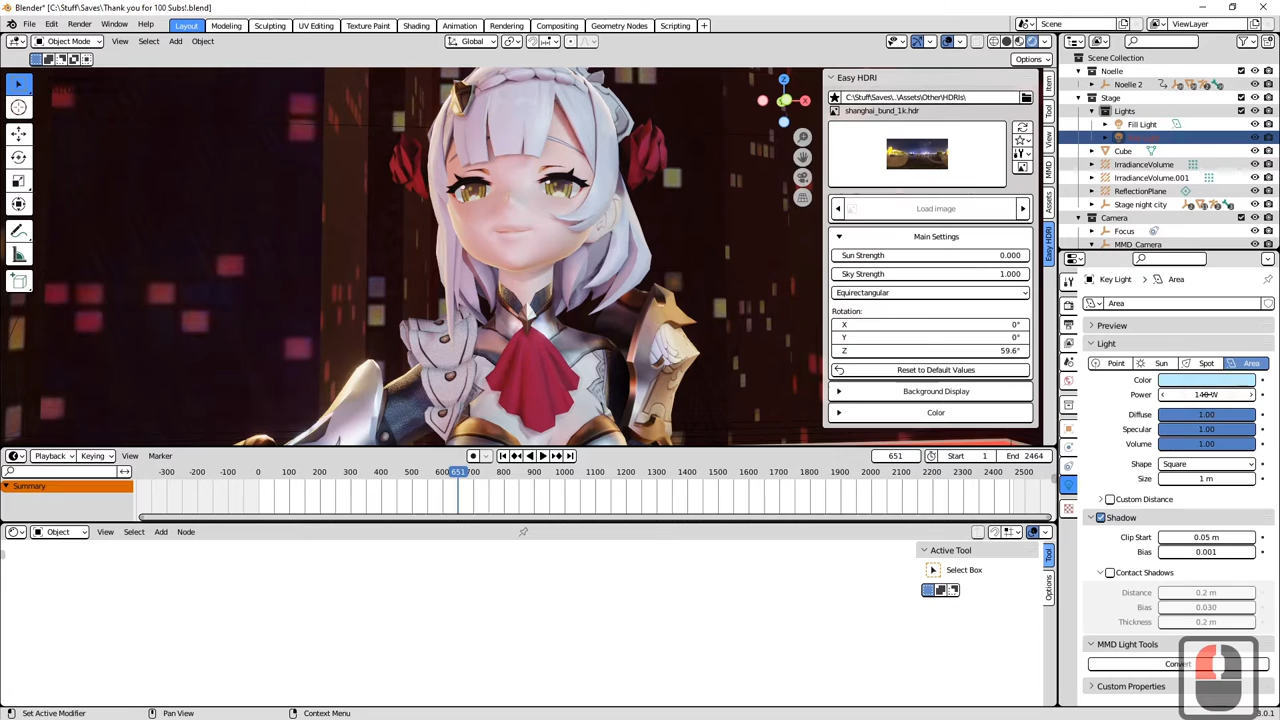 Blender* [C:\Stuff\Saves\Thank you for 100 Subs!.blend]
File Edit Render Window Help Layout Modeling Sculpting UV Editing Texture Paint Shading Animation Rendering Compositing Geometry Nodes Scripting + Scene ViewLayer
Object Mode View Select Add Object Global
Options
Easy HDRI
C:\Stuff\Saves\..\Assets\Other\HDRIs\
shanghai_bund_1k.hdr
Load image
Main Settings
Sun Strength 0.000
Sky Strength 1.000
Equirectangular
Rotation:
X 0°
Y 0°
Z 59.6°
Reset to Default Values
Background Display
Color
Item
Tool
View
MMD
Assets
Easy HDRI
Scene Collection
Noelle
Noelle 2
Stage
Lights
Fill Light
Cube
IrradianceVolume
IrradianceVolume.001
ReflectionPlane
Stage night city
Camera
Focus
MMD_Camera
Key Light Area
Area
Preview
Light
Point Sun Spot Area
Color
Power
Diffuse 1.00
Specular 1.00
Volume 1.00
Shape Square
Size 1 m
Custom Distance
Shadow
Clip Start 0.05 m
Bias 0.001
Contact Shadows
Distance 0.2 m
Bias 0.030
Thickness 0.2 m
MMD Light Tools
Custom Properties
Playback Keying View Marker 651 Start 1 End 2464
-300 -200 -100 0 100 200 300 400 500 651 700 800 900 1000 1100 1200 1300 1400 1500 1600 1700 1800 1900 2000 2100 2200 2300 2400 2500
Summary
Object View Select Add Node
Active Tool
Select Box
Tool
Options
Set Active Modifier Pan View Context Menu